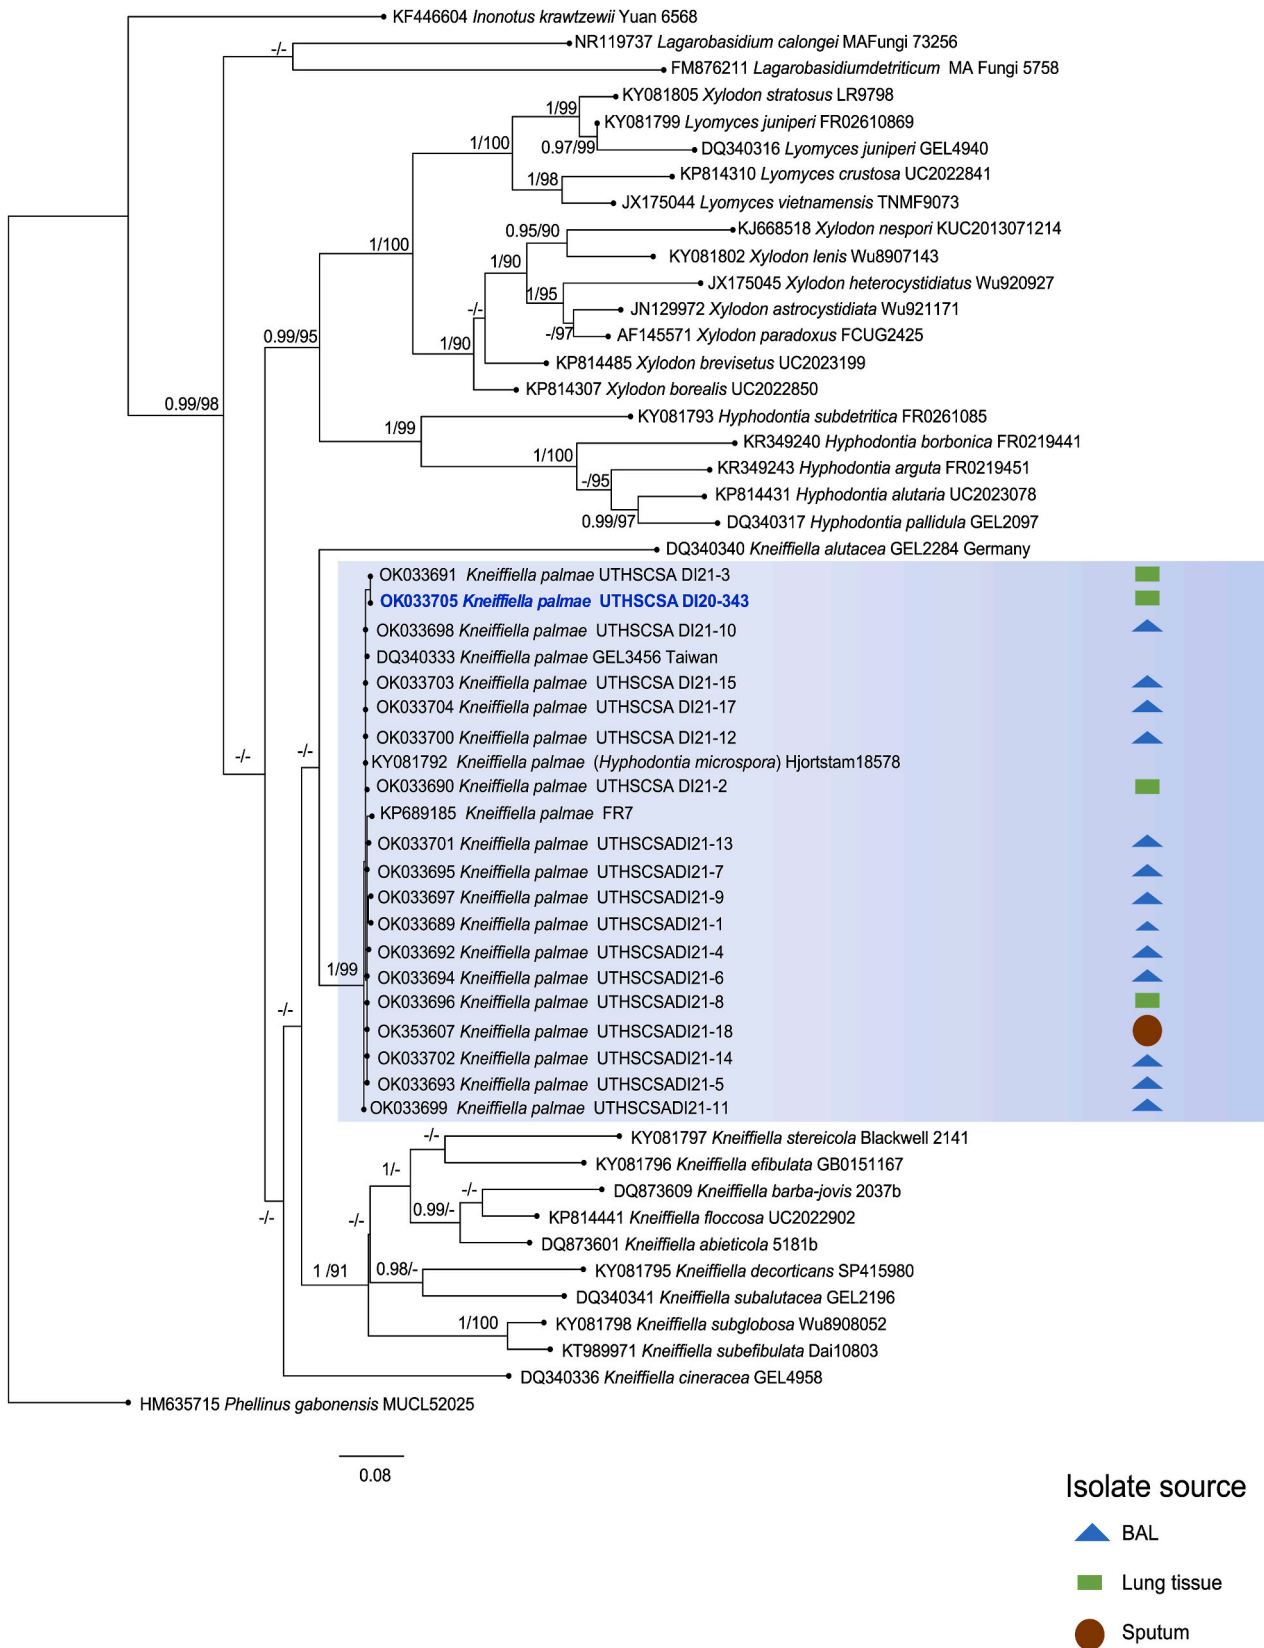 KF446604 Inonotus krawtzewii Yuan 6568
-/-
NR119737 Lagarobasidium calongei MAFungi 73256
FM876211 Lagarobasidiumdetriticum MA Fungi 5758
KY081805 Xylodon stratosus LR9798
1/99
KY081799 Lyomyces juniperi FR02610869
1/100
0.97/99
DQ340316 Lyomyces juniperi GEL4940
KP814310 Lyomyces crustosa UC2022841
1/98
JX175044 Lyomyces vietnamensis TNMF9073
0.95/90
KJ668518 Xylodon nespori KUC2013071214
1/100
KY081802 Xylodon lenis Wu8907143
1/90
JX175045 Xylodon heterocystidiatus Wu920927
1/95
-/-
JN129972 Xylodon astrocystidiata Wu921171
0.99/95
-/97
AF145571 Xylodon paradoxus FCUG2425
1/90
KP814485 Xylodon brevisetus UC2023199
KP814307 Xylodon borealis UC2022850
0.99/98
KY081793 Hyphodontia subdetritica FR0261085
1/99
KR349240 Hyphodontia borbonica FR0219441
1/100
KR349243 Hyphodontia arguta FR0219451
-/95
KP814431 Hyphodontia alutaria UC2023078
0.99/97
DQ340317 Hyphodontia pallidula GEL2097
DQ340340 Kneiffiella alutacea GEL2284 Germany
OK033691 Kneiffiella palmae UTHSCSA DI21-3
OK033705 Kneiffiella palmae UTHSCSA DI20-343
OK033698 Kneiffiella palmae UTHSCSA DI21-10
DQ340333 Kneiffiella palmae GEL3456 Taiwan
OK033703 Kneiffiella palmae UTHSCSA DI21-15
OK033704 Kneiffiella palmae UTHSCSA DI21-17
OK033700 Kneiffiella palmae UTHSCSA DI21-12
-/-
-/-
KY081792 Kneiffiella palmae (Hyphodontia microspora) Hjortstam18578
OK033690 Kneiffiella palmae UTHSCSA DI21-2
KP689185 Kneiffiella palmae FR7
OK033701 Kneiffiella palmae UTHSCSADI21-13
OK033695 Kneiffiella palmae UTHSCSADI21-7
OK033697 Kneiffiella palmae UTHSCSADI21-9
OK033689 Kneiffiella palmae UTHSCSADI21-1
OK033692 Kneiffiella palmae UTHSCSADI21-4
1/99
OK033694 Kneiffiella palmae UTHSCSADI21-6
OK033696 Kneiffiella palmae UTHSCSADI21-8
-/-
OK353607 Kneiffiella palmae UTHSCSADI21-18
OK033702 Kneiffiella palmae UTHSCSADI21-14
OK033693 Kneiffiella palmae UTHSCSADI21-5
OK033699 Kneiffiella palmae UTHSCSADI21-11
-/-
KY081797 Kneiffiella stereicola Blackwell 2141
1/-
KY081796 Kneiffiella efibulata GB0151167
-/-
DQ873609 Kneiffiella barba-jovis 2037b
0.99/-
-/-
-/-
KP814441 Kneiffiella floccosa UC2022902
DQ873601 Kneiffiella abieticola 5181b
1 /91
0.98/-
KY081795 Kneiffiella decorticans SP415980
DQ340341 Kneiffiella subalutacea GEL2196
1/100
KY081798 Kneiffiella subglobosa Wu8908052
KT989971 Kneiffiella subefibulata Dai10803
DQ340336 Kneiffiella cineracea GEL4958
HM635715 Phellinus gabonensis MUCL52025
0.08
Isolate source
BAL
Lung tissue
Sputum